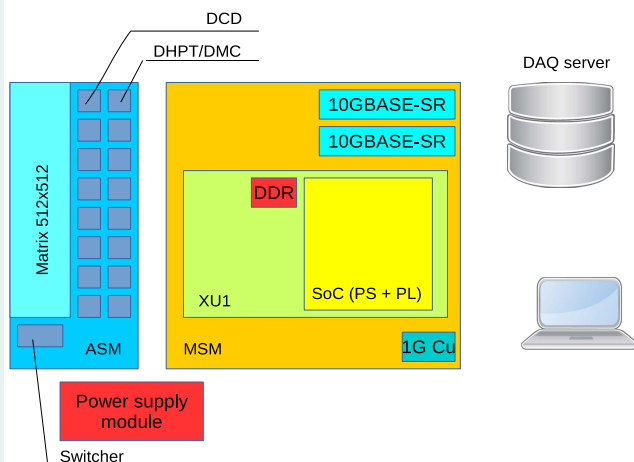 DCD
DHPT/DMC
DAQ server
10GBASE-SR
10GBASE-SR
Matrix 512x512
DDR
XU1
SoC (PS + PL)
ASM
MSM
1G Cu
Power supply
module
Switcher